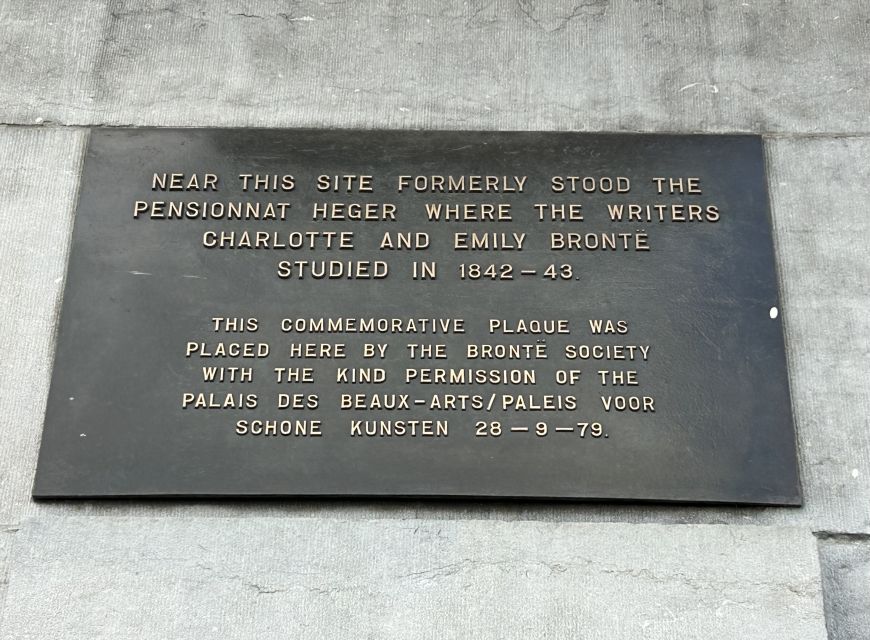 NEAR THIS SITE FORMERLY STOOD THE
PENSIONNAT HEGER WHERE THE WRITERS
CHARLOTTE AND EMILY BRONTË
STUDIED IN 1842–43.
THIS COMMEMORATIVE PLAQUE WAS
PLACED HERE BY THE BRONTË SOCIETY
WITH THE KIND PERMISSION OF THE
PALAIS DES BEAUX-ARTS/PALEIS VOOR
SCHONE KUNSTEN 28–9–79.